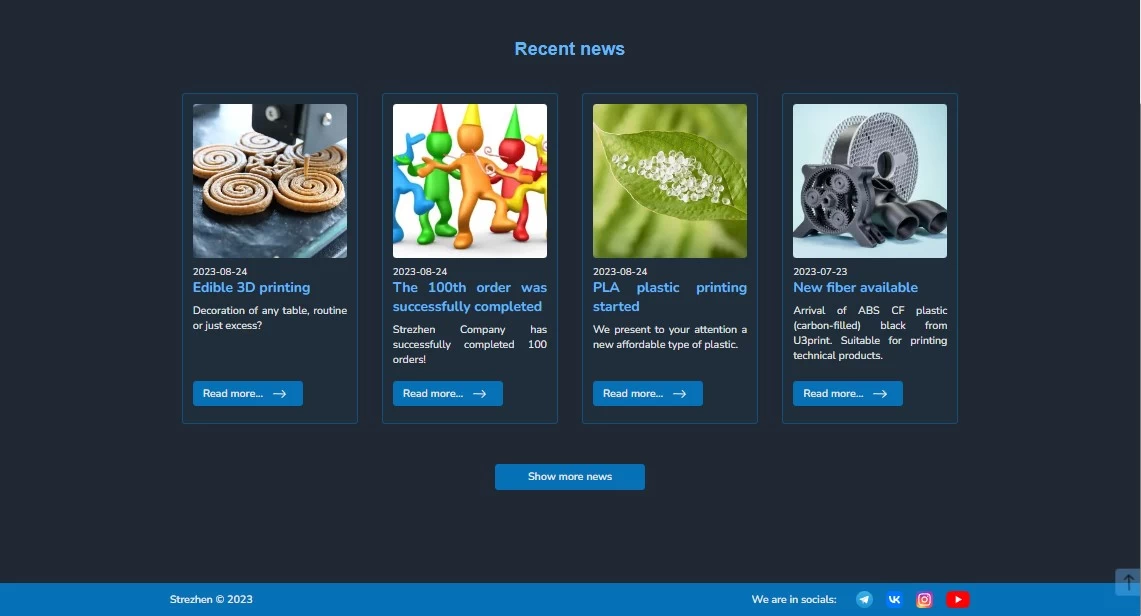 Recent news
2023-08-24
Edible 3D printing
Decoration of any table, routine
or just excess?
Read more...
2023-08-24
The 100th order was
successfully completed
Strezhen Company has
successfully completed 100
orders!
Read more...
2023-08-24
PLA plastic printing
started
We present to your attention a
new affordable type of plastic.
Read more...
2023-07-23
New fiber available
Arrival of ABS CF plastic
(carbon-filled) black from
U3print. Suitable for printing
technical products.
Read more...
Show more news
Strezhen © 2023
We are in socials: